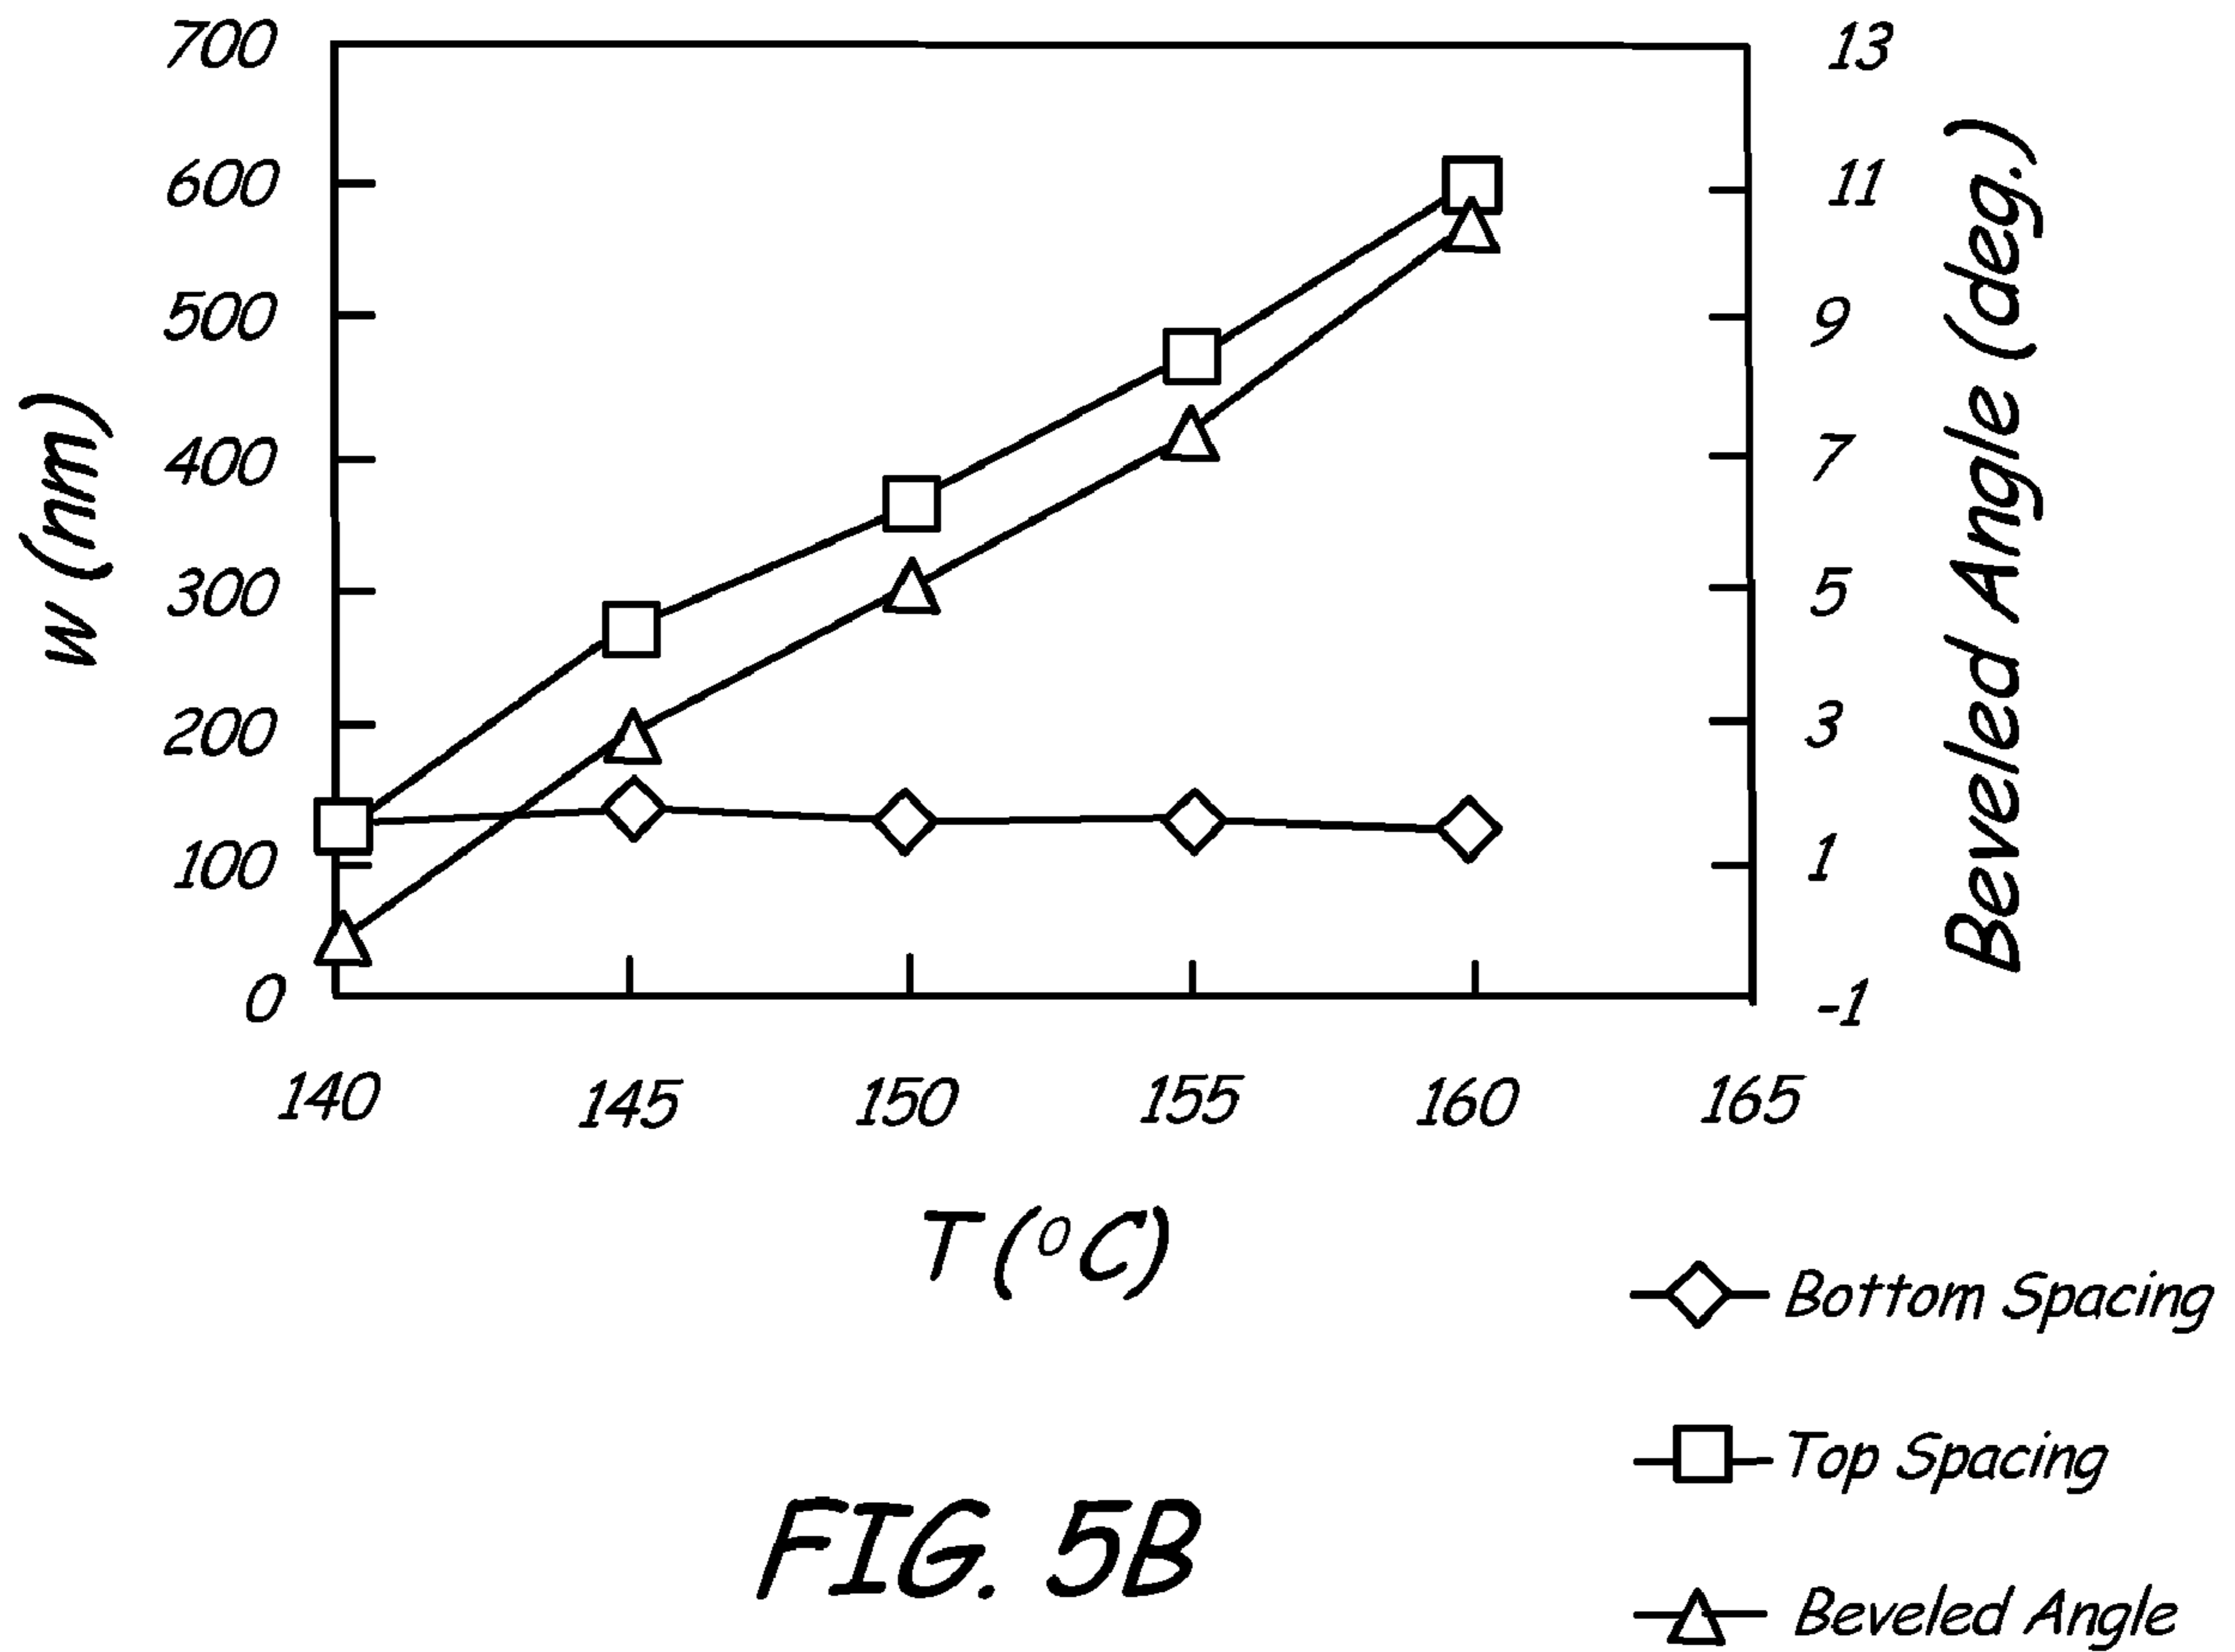 700
600
500
400
300
200
100
0
w (nm)
13
11
9
7
5
3
1
-1
Beveled Angle (deg.)
140 145 150 155 160 165
T (°C)
Bottom Spacing
Top Spacing
Beveled Angle
FIG. 5B